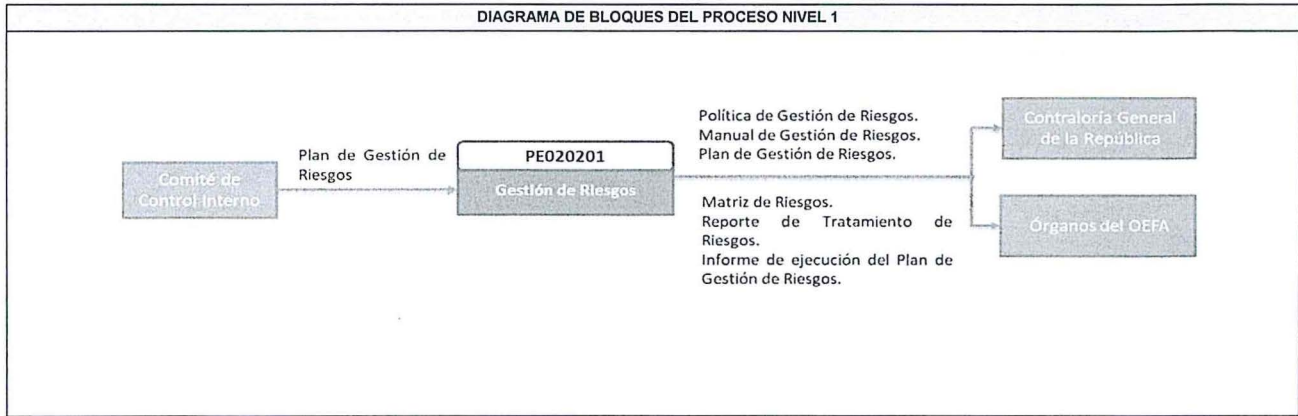 DIAGRAMA DE BLOQUES DEL PROCESO NIVEL 1
Comité de
Control Interno
Plan de Gestión de
Riesgos
PE020201
Gestión de Riesgos
Política de Gestión de Riesgos.
Manual de Gestión de Riesgos.
Plan de Gestión de Riesgos.
Matriz de Riesgos.
Reporte de Tratamiento de
Riesgos.
Informe de ejecución del Plan de
Gestión de Riesgos.
Contraloría General
de la República
Órganos del OEFA